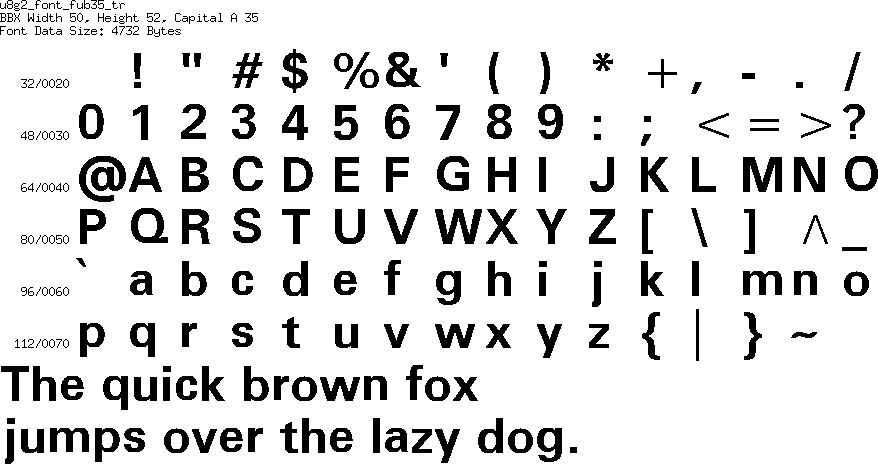 u8g2_font_fub35_tr
BBX Width 50, Height 52, Capital A 35
Font Data Size: 4732 Bytes
32/0020 ! " # $ % & ' ( ) * + , - . /
48/0030 0 1 2 3 4 5 6 7 8 9 : ; < = > ?
64/0040 @ A B C D E F G H I J K L M N O
80/0050 P Q R S T U V W X Y Z [ \ ] ^ _
96/0060 ` a b c d e f g h i j k l m n o
112/0070 p q r s t u v w x y z { | } ~
The quick brown fox
jumps over the lazy dog.